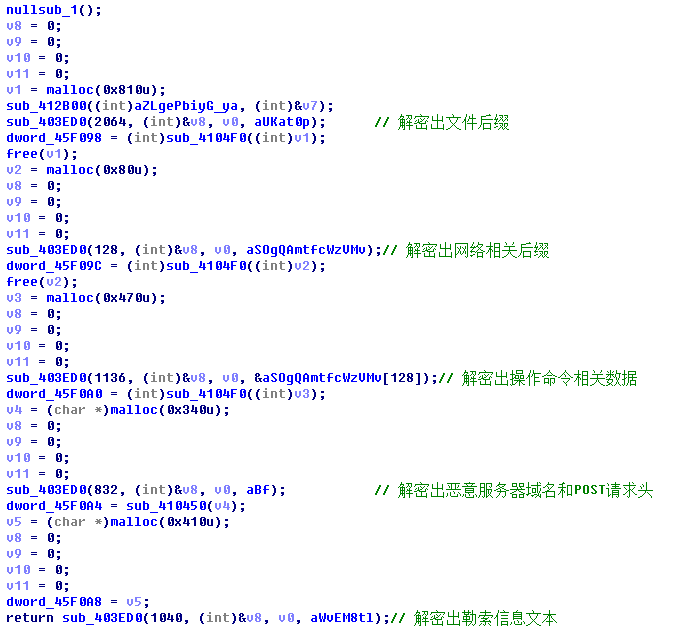 nullsub_1();
v8 = 0;
v9 = 0;
v10 = 0;
v11 = 0;
v1 = malloc(0x810u);
sub_412B00((int)aZLgePbiyG_ya, (int)&v7);
sub_403ED0(2064, (int)&v8, v0, aUKat0p); // 解密出文件后缀
dword_45F098 = (int)sub_4104F0((int)v1);
free(v1);
v2 = malloc(0x80u);
v8 = 0;
v9 = 0;
v10 = 0;
v11 = 0;
sub_403ED0(128, (int)&v8, v0, aSOgQAmtfcWzVMv);// 解密出网络相关后缀
dword_45F09C = (int)sub_4104F0((int)v2);
free(v2);
v3 = malloc(0x470u);
v8 = 0;
v9 = 0;
v10 = 0;
v11 = 0;
sub_403ED0(1136, (int)&v8, v0, &aSOgQAmtfcWzVMv[128]);// 解密出操作命令相关数据
dword_45F0A0 = (int)sub_4104F0((int)v3);
v4 = (char *)malloc(0x340u);
v8 = 0;
v9 = 0;
v10 = 0;
v11 = 0;
sub_403ED0(832, (int)&v8, v0, aBf); // 解密出恶意服务器域名和POST请求头
dword_45F0A4 = sub_410450(v4);
v5 = (char *)malloc(0x410u);
v8 = 0;
v9 = 0;
v10 = 0;
v11 = 0;
dword_45F0A8 = v5;
return sub_403ED0(1040, (int)&v8, v0, aWvEM8tl);// 解密出勒索信息文本